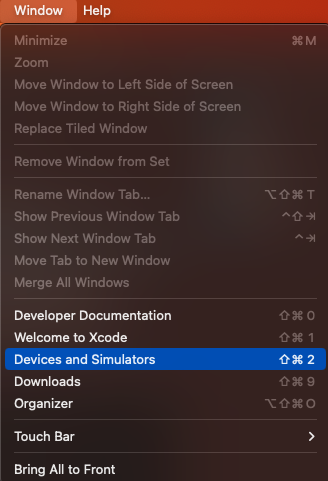 Window Help
Minimize ⌘M
Zoom
Move Window to Left Side of Screen
Move Window to Right Side of Screen
Replace Tiled Window
Remove Window from Set
Rename Window Tab... ⌥⇧⌘T
Show Previous Window Tab ^⇧⇥
Show Next Window Tab ^⇥
Move Tab to New Window
Merge All Windows
Developer Documentation ⇧⌘0
Welcome to Xcode ⇧⌘1
Devices and Simulators ⇧⌘2
Downloads ⇧⌘9
Organizer ⌥⇧⌘O
Touch Bar >
Bring All to Front